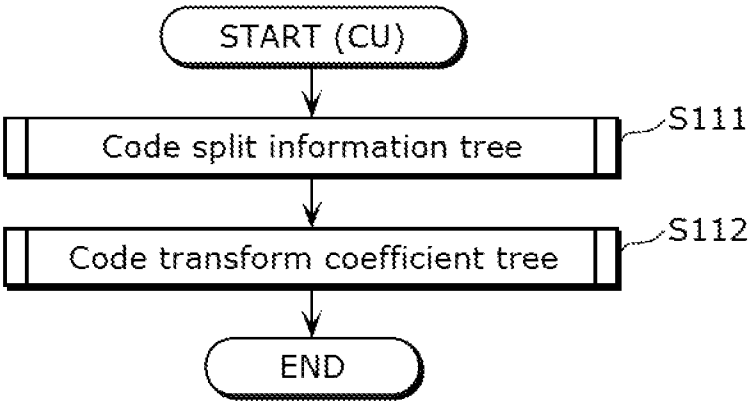 START (CU)
Code split information tree
S111
Code transform coefficient tree
S112
END